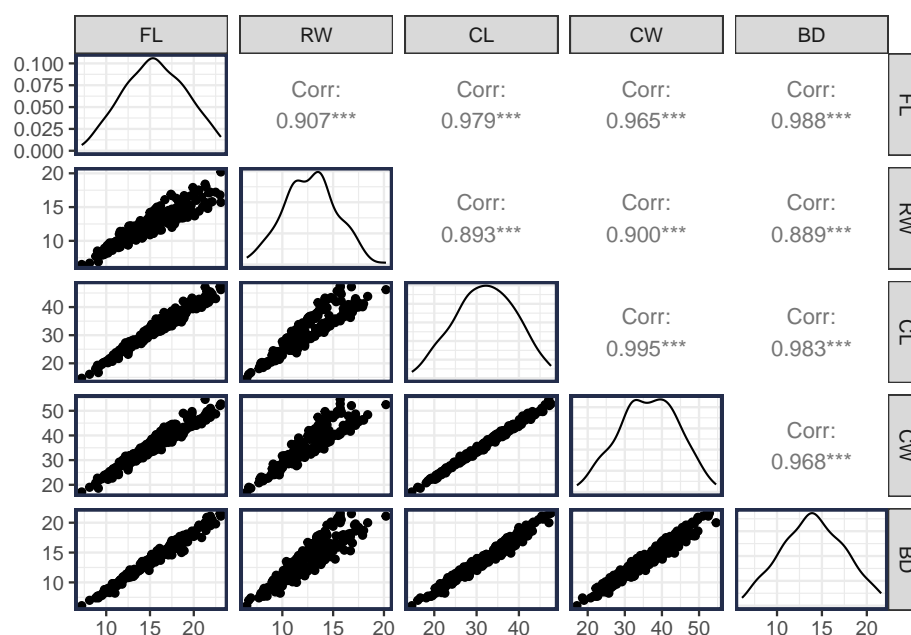 FL RW CL CW BD
0.100
0.075
0.050
0.025
0.000
Corr:
0.907***
Corr:
0.979***
Corr:
0.965***
Corr:
0.988***
FL
20
15
10
Corr:
0.893***
Corr:
0.900***
Corr:
0.889***
RW
40
30
20
Corr:
0.995***
Corr:
0.983***
CL
50
40
30
20
Corr:
0.968***
CW
20
15
10
BD
10 15 20 10 15 20 20 30 40 20 30 40 50 10 15 20